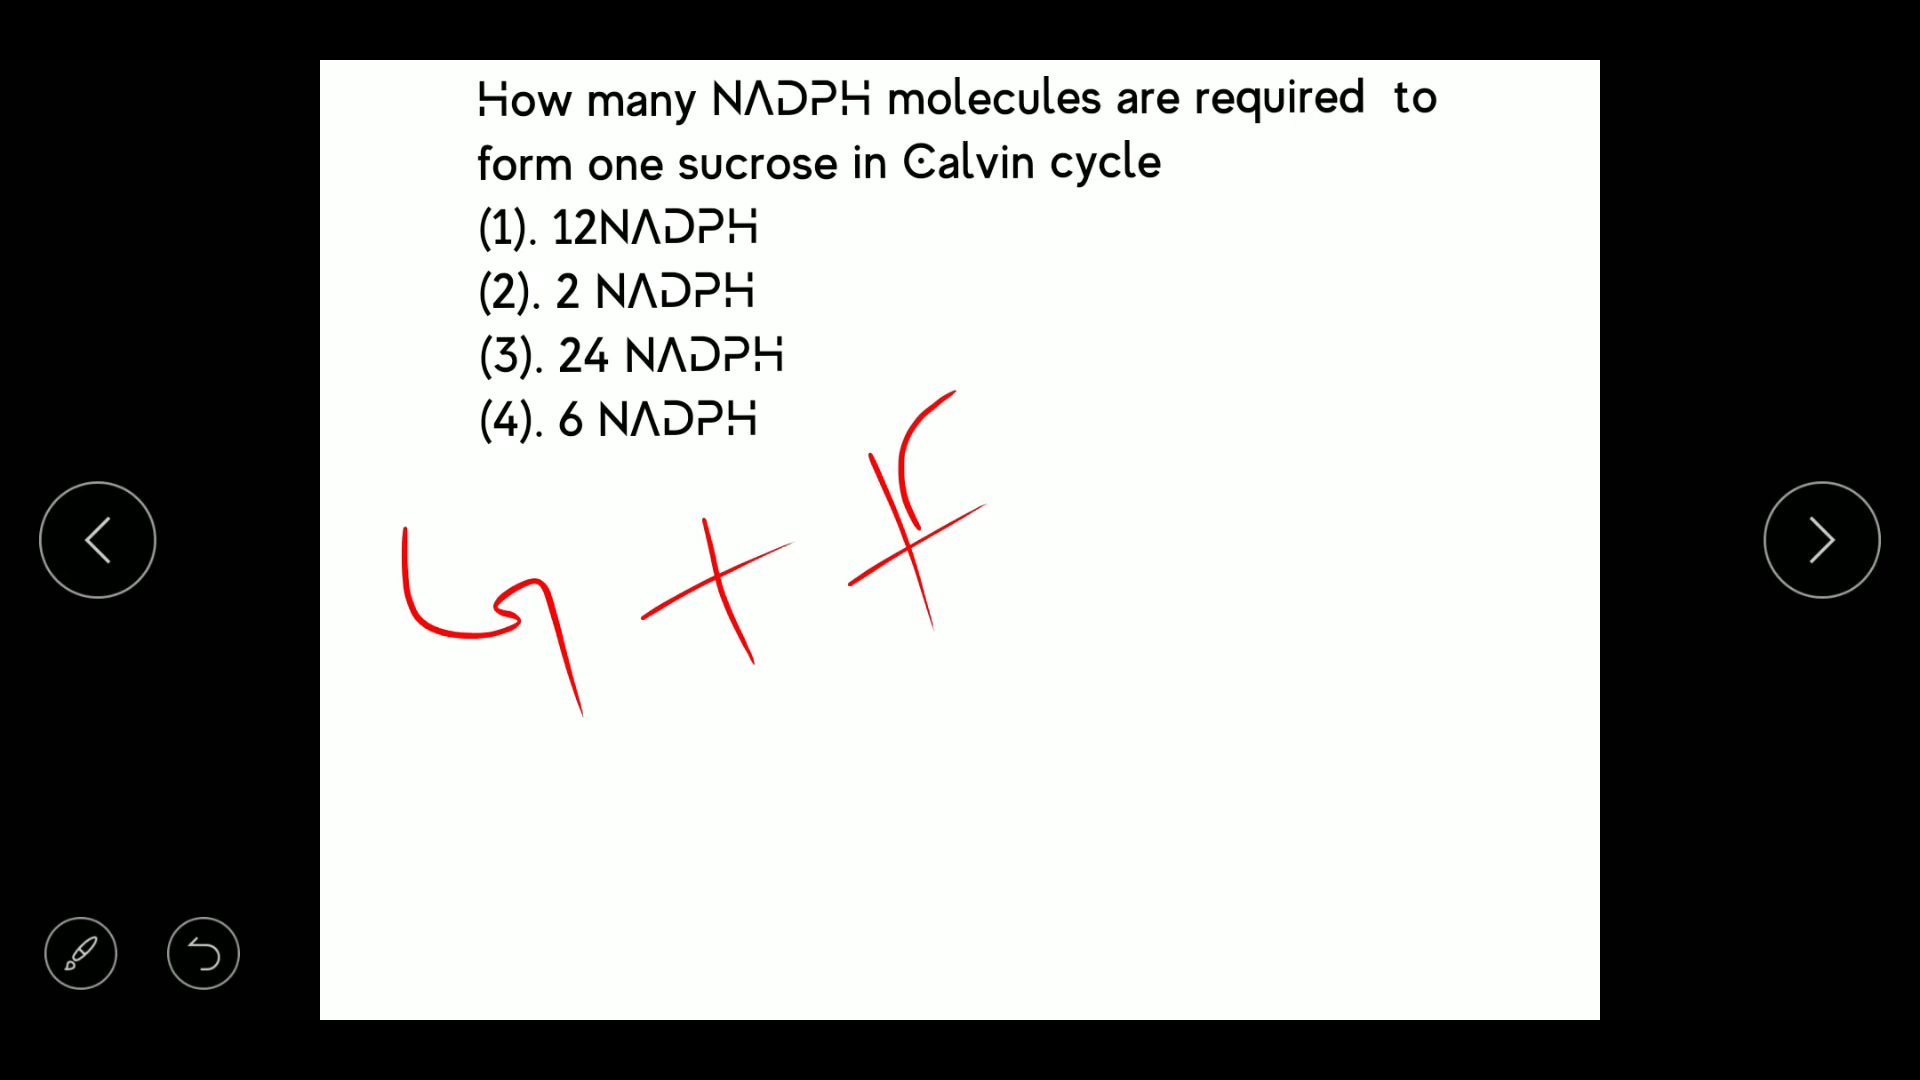 How many NADPH molecules are required to
form one sucrose in Calvin cycle
(1). 12NADPH
(2). 2 NADPH
(3). 24 NADPH
(4). 6 NADPH